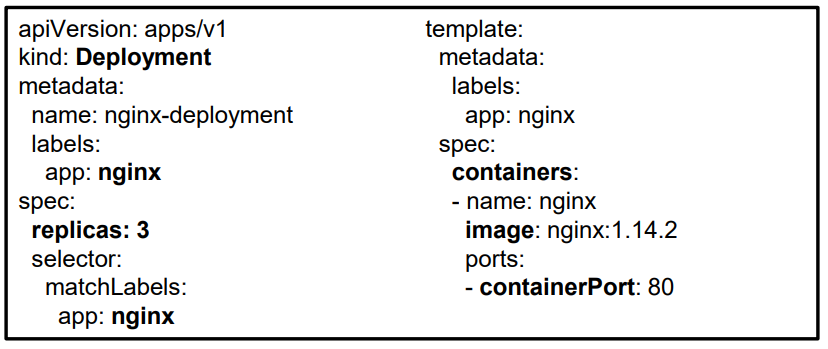 apiVersion: apps/v1
kind: Deployment
metadata:
  name: nginx-deployment
  labels:
    app: nginx
spec:
  replicas: 3
  selector:
    matchLabels:
      app: nginx
template:
  metadata:
    labels:
      app: nginx
  spec:
    containers:
    - name: nginx
      image: nginx:1.14.2
      ports:
      - containerPort: 80